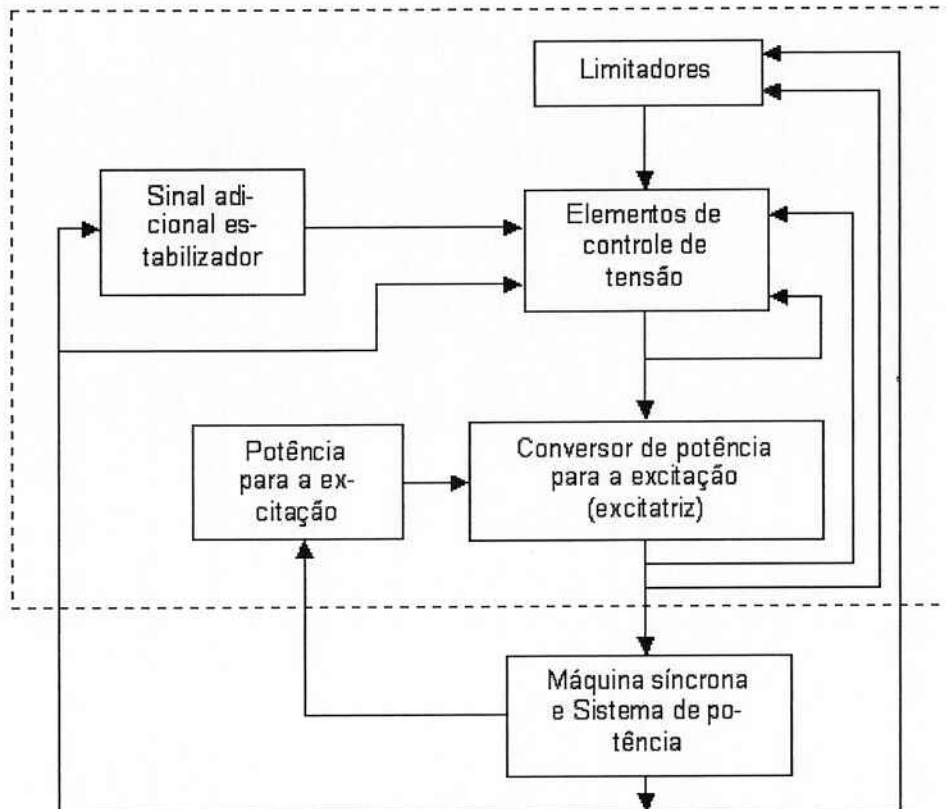 Limitadores
Sinal adi-
cional es-
tabilizador
Elementos de
controle de
tensão
Potência
para a ex-
citação
Conversor de potência
para a excitação
(excitatriz)
Máquina síncrona
e Sistema de po-
tência